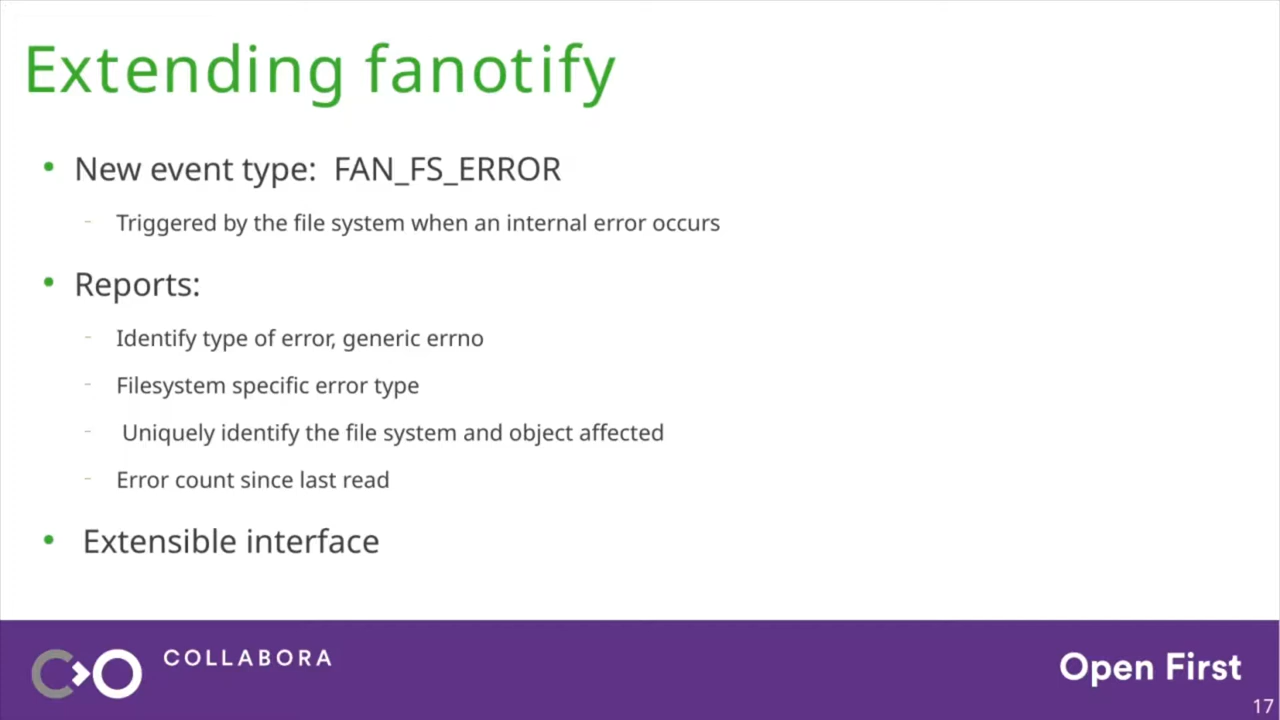 Extending fanotify
• New event type:  FAN_FS_ERROR
- Triggered by the file system when an internal error occurs
• Reports:
- Identify type of error, generic errno
- Filesystem specific error type
- Uniquely identify the file system and object affected
- Error count since last read
• Extensible interface
COLLABORA
Open First
17